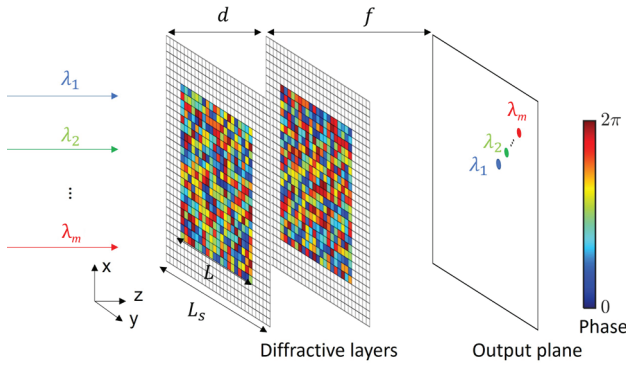 d
f
λ₁
λ₂
⋮
λₘ
x
z
y
L
Lₛ
λₘ
λ₂
λ₁
2π
0
Phase
Diffractive layers
Output plane